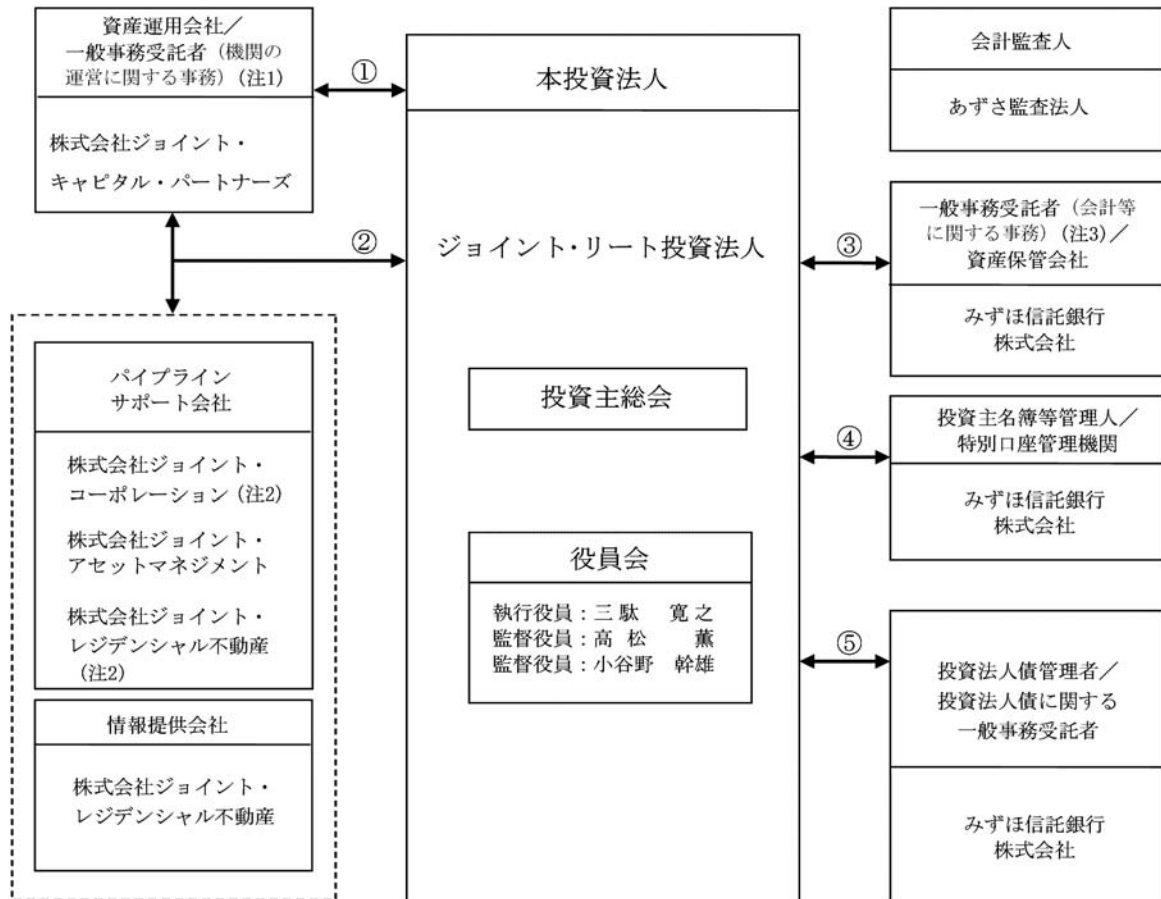 資産運用会社／
一般事務受託者（機関の
運営に関する事務）(注1)
株式会社ジョイント・
キャピタル・パートナーズ
①
②
パイプライン
サポート会社
株式会社ジョイント・
コーポレーション (注2)
株式会社ジョイント・
アセットマネジメント
株式会社ジョイント・
レジデンシャル不動産
(注2)
情報提供会社
株式会社ジョイント・
レジデンシャル不動産
本投資法人
ジョイント・リート投資法人
投資主総会
役員会
執行役員：三駄　寛之
監督役員：高松　薫
監督役員：小谷野　幹雄
会計監査人
あずさ監査法人
③
一般事務受託者（会計等
に関する事務）(注3)／
資産保管会社
みずほ信託銀行
株式会社
④
投資主名簿等管理人／
特別口座管理機関
みずほ信託銀行
株式会社
⑤
投資法人債管理者／
投資法人債に関する
一般事務受託者
みずほ信託銀行
株式会社